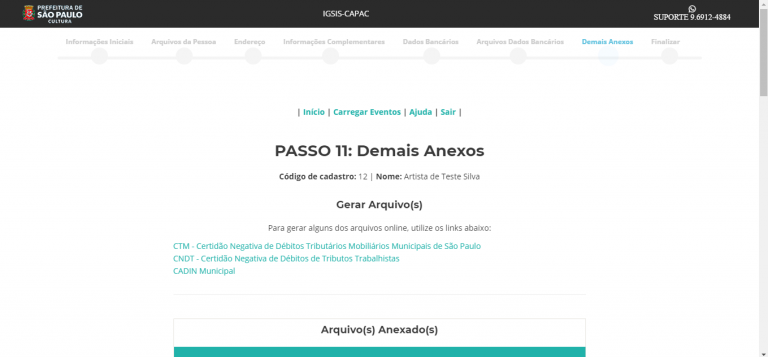 PREFEITURA DE
SÃO PAULO
CULTURA
IGSIS-CAPAC
SUPORTE 9.6912-4884
Informações Iniciais
Arquivos da Pessoa
Endereço
Informações Complementares
Dados Bancários
Arquivos Dados Bancários
Demais Anexos
Finalizar
| Início | Carregar Eventos | Ajuda | Sair |
PASSO 11: Demais Anexos
Código de cadastro: 12 | Nome: Artista de Teste Silva
Gerar Arquivo(s)
Para gerar alguns dos arquivos online, utilize os links abaixo:
CTM - Certidão Negativa de Débitos Tributários Mobiliários Municipais de São Paulo
CNDT - Certidão Negativa de Débitos de Tributos Trabalhistas
CADIN Municipal
Arquivo(s) Anexado(s)